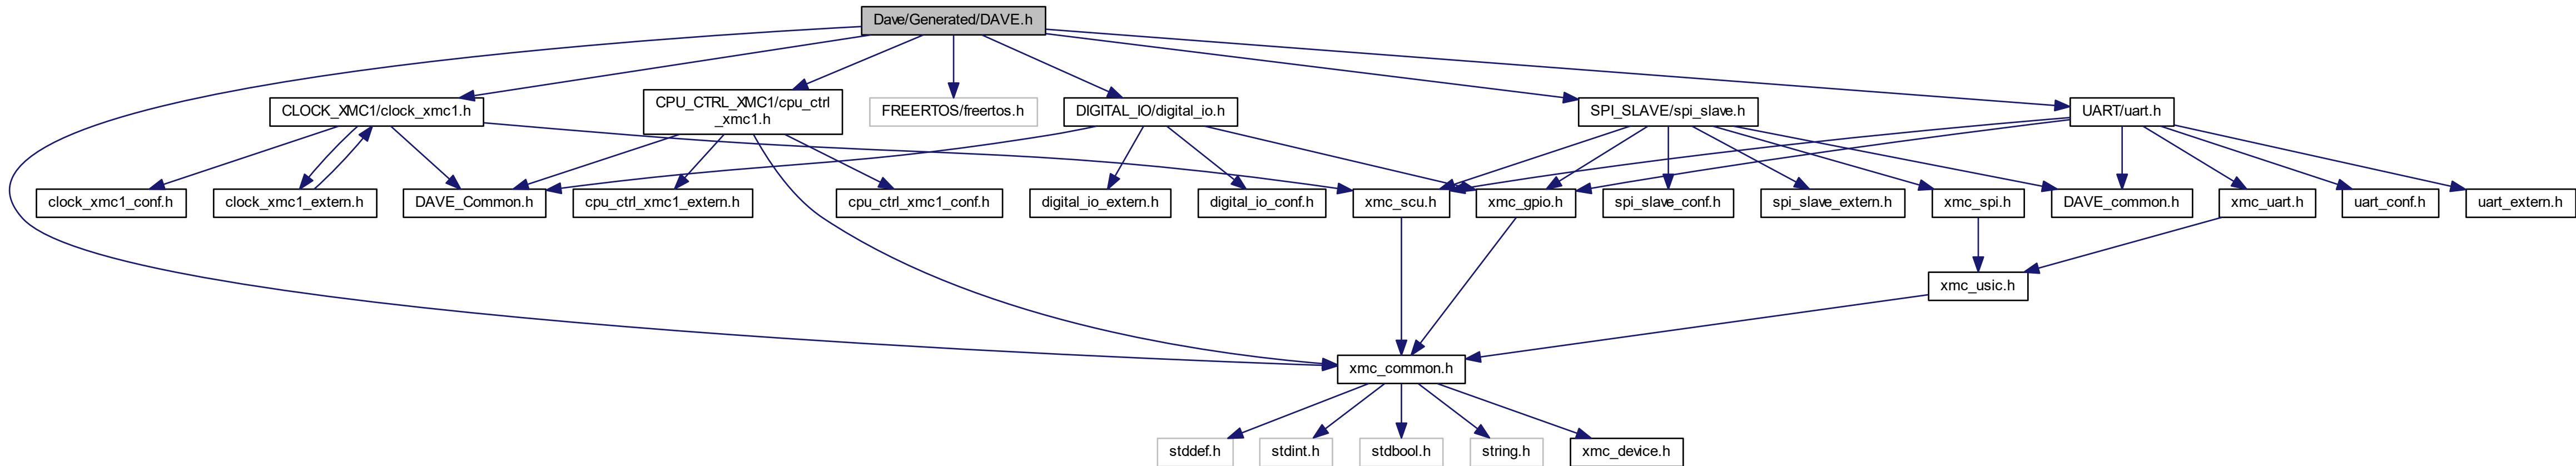 Dave/Generated/DAVE.h
CLOCK_XMC1/clock_xmc1.h
CPU_CTRL_XMC1/cpu_ctrl
_xmc1.h
FREERTOS/freertos.h
DIGITAL_IO/digital_io.h
SPI_SLAVE/spi_slave.h
UART/uart.h
clock_xmc1_conf.h
clock_xmc1_extern.h
DAVE_Common.h
cpu_ctrl_xmc1_extern.h
cpu_ctrl_xmc1_conf.h
digital_io_extern.h
digital_io_conf.h
xmc_scu.h
xmc_gpio.h
spi_slave_conf.h
spi_slave_extern.h
xmc_spi.h
DAVE_common.h
xmc_uart.h
uart_conf.h
uart_extern.h
xmc_usic.h
xmc_common.h
stddef.h
stdint.h
stdbool.h
string.h
xmc_device.h